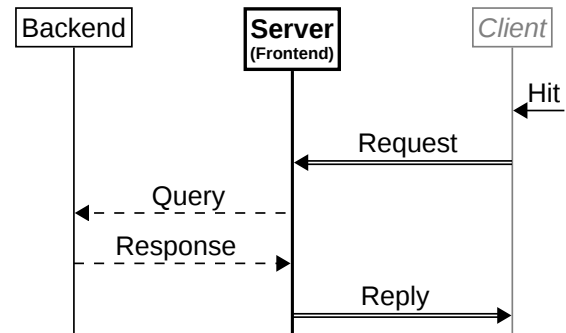 Backend
Server
(Frontend)
Client
Hit
Request
Query
Response
Reply